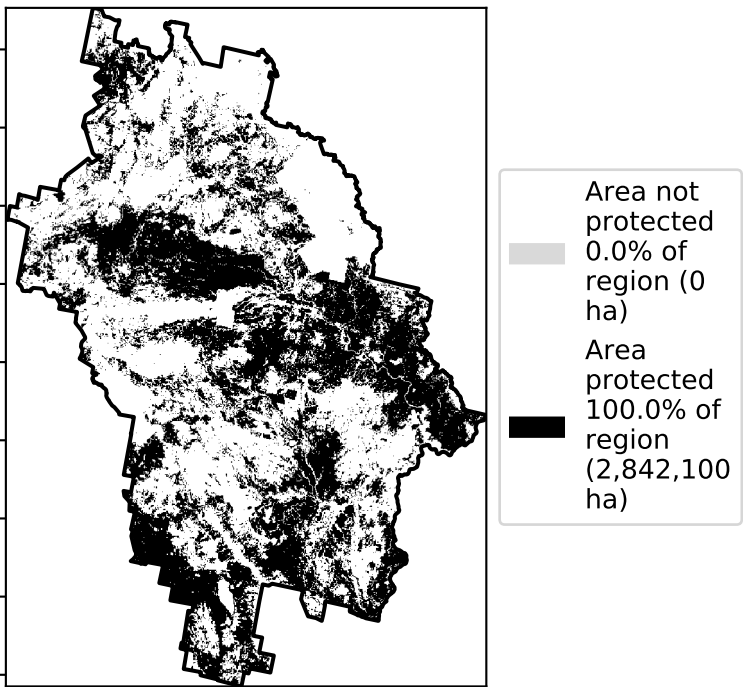 Area not
protected
0.0% of
region (0
ha)
Area
protected
100.0% of
region
(2,842,100
ha)